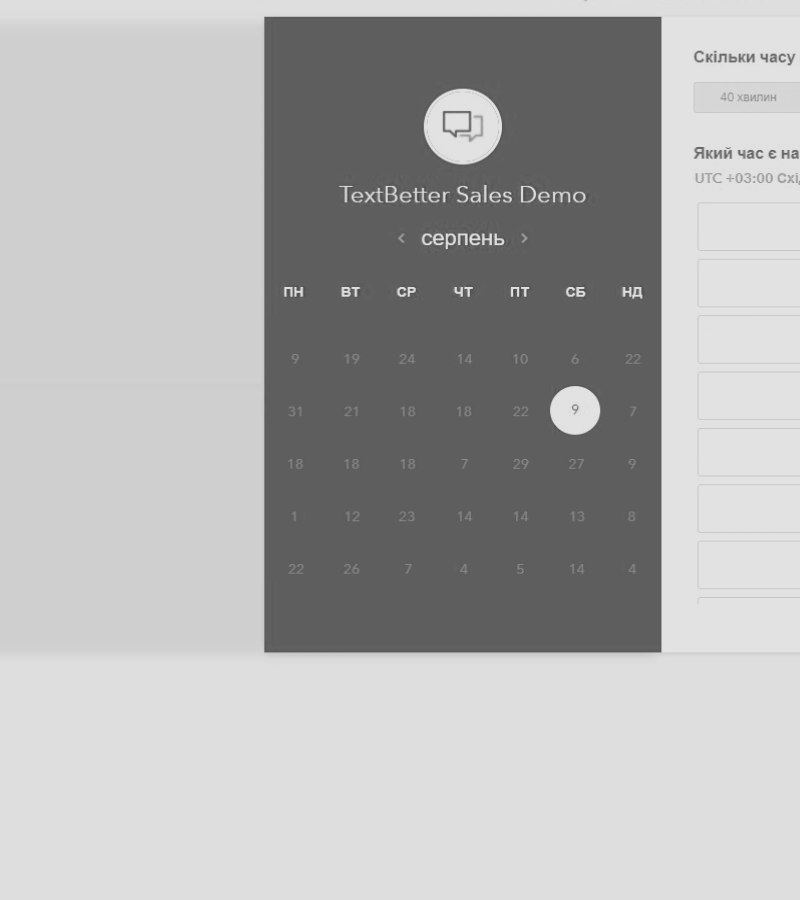 TextBetter Sales Demo
серпень
ПН ВТ СР ЧТ ПТ СБ НД
9 19 24 14 10 6 22
31 21 18 18 22 9 7
18 18 18 7 29 27 9
1 12 23 14 14 13 8
22 26 7 4 5 14 4
Скільки часу
40 хвилин
Який час є на
UTC +03:00 Схі